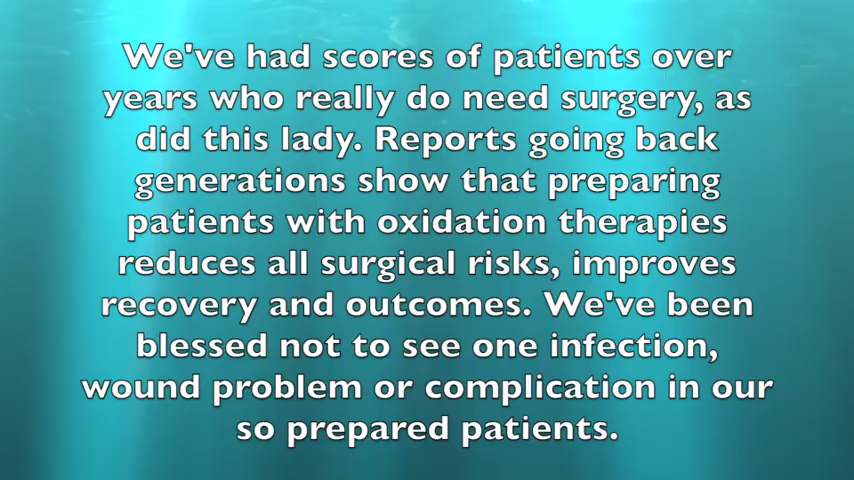 We've had scores of patients over
years who really do need surgery, as
did this lady. Reports going back
generations show that preparing
patients with oxidation therapies
reduces all surgical risks, improves
recovery and outcomes. We've been
blessed not to see one infection,
wound problem or complication in our
so prepared patients.